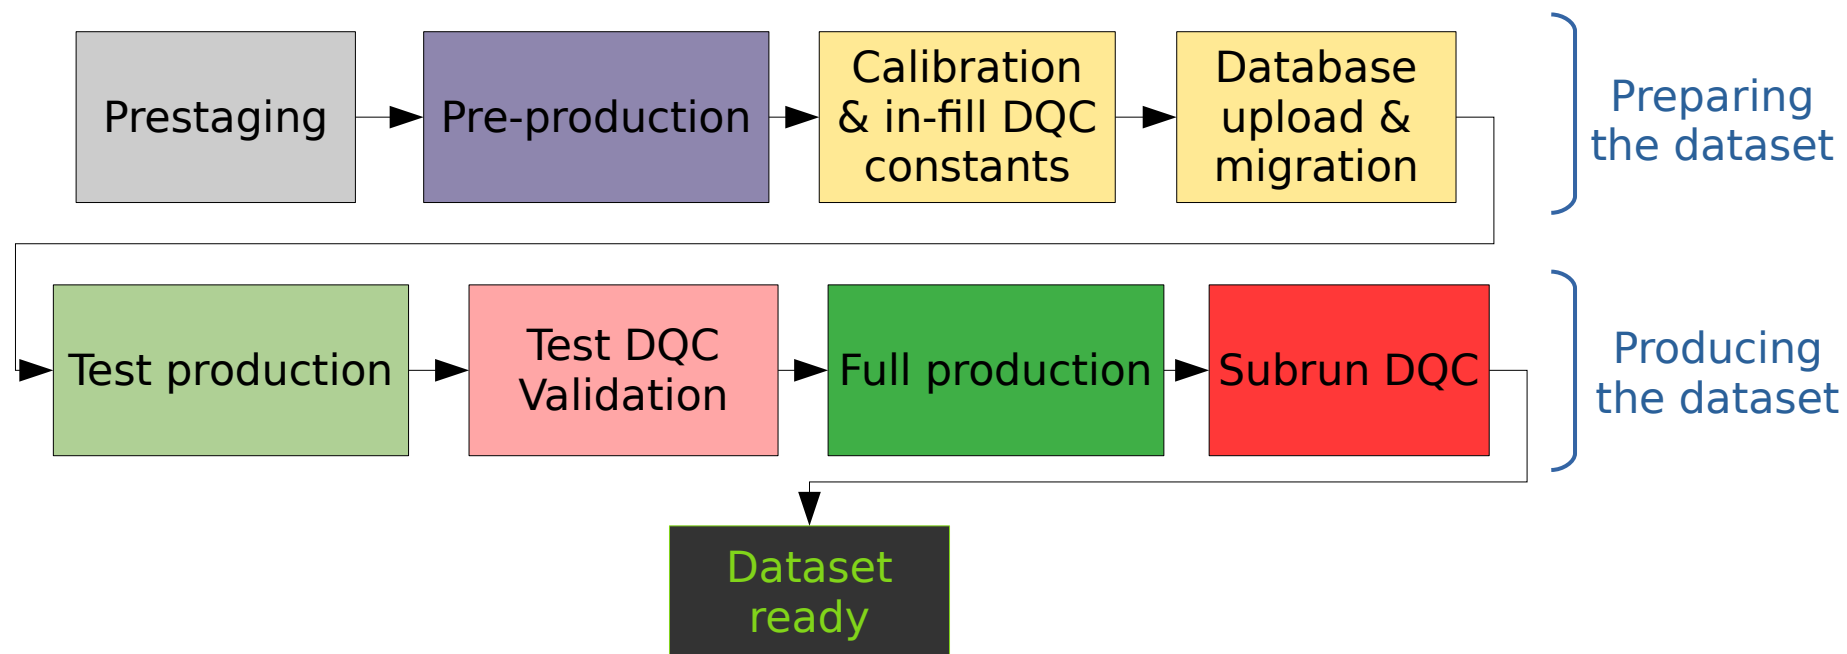 Prestaging
Pre-production
Calibration
& in-fill DQC
constants
Database
upload &
migration
Preparing
the dataset
Test production
Test DQC
Validation
Full production
Subrun DQC
Producing
the dataset
Dataset
ready